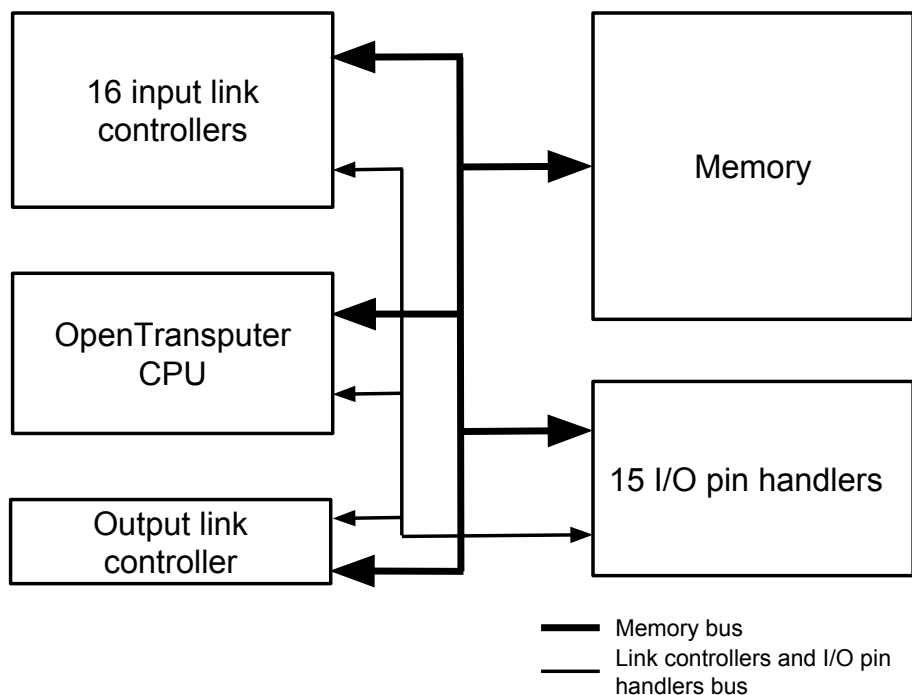 16 input link
controllers
Memory
OpenTransputer
CPU
15 I/O pin handlers
Output link
controller
Memory bus
Link controllers and I/O pin
handlers bus